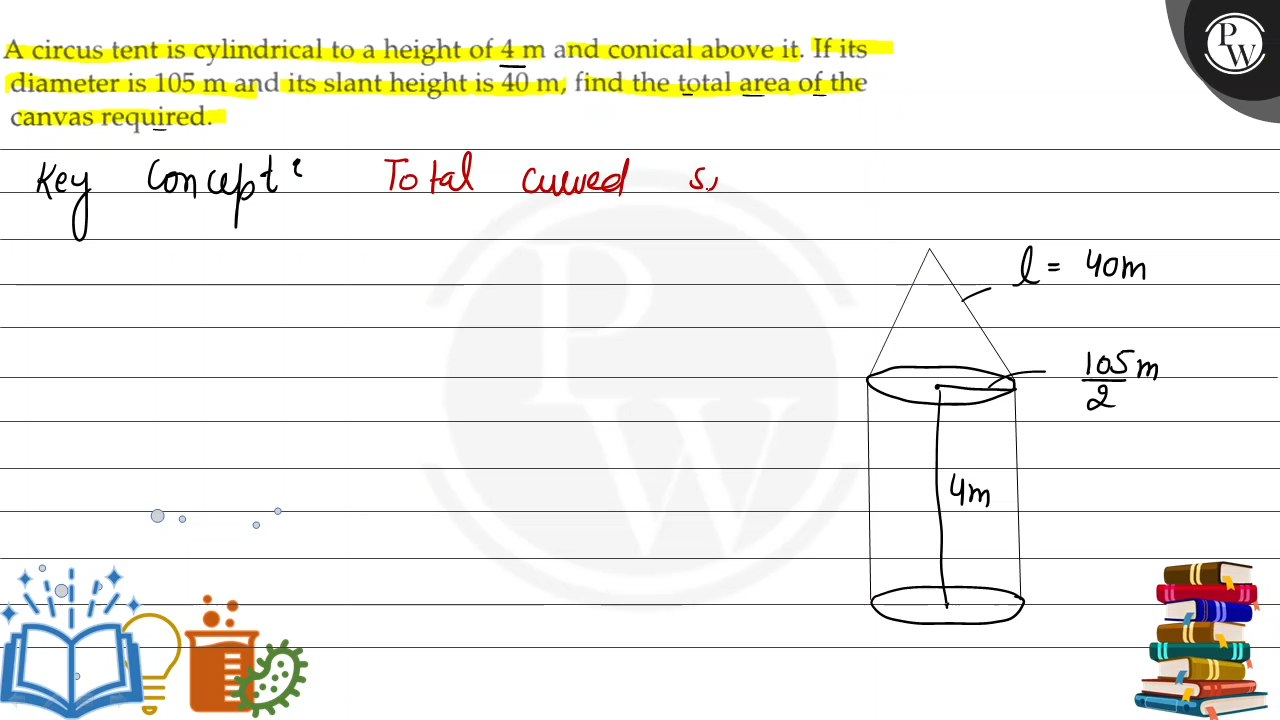 A circus tent is cylindrical to a height of 4 m and conical above it. If its
diameter is 105 m and its slant height is 40 m, find the total area of the
canvas required.
Key Concept: Total curved s
l = 40m
105/2 m
4m
PW
PW